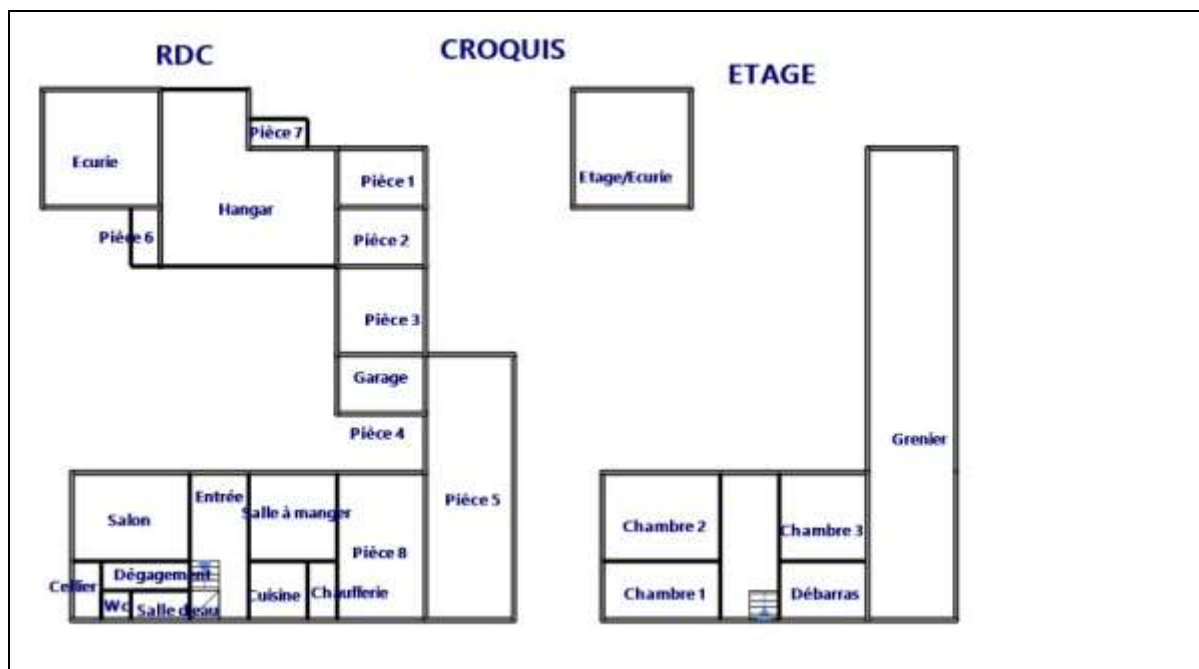 RDC
CROQUIS
ETAGE
Pièce 7
Ecurie
Pièce 1
Etage/Ecurie
Hangar
Pièce 6
Pièce 2
Pièce 3
Garage
Pièce 4
Grenier
Entrée
Pièce 5
Salle à manger
Salon
Chambre 2
Chambre 3
Pièce 8
Dégagement
Cellier
Cuisine
Chaufferie
Chambre 1
Débarras
Wc
Salle d'eau